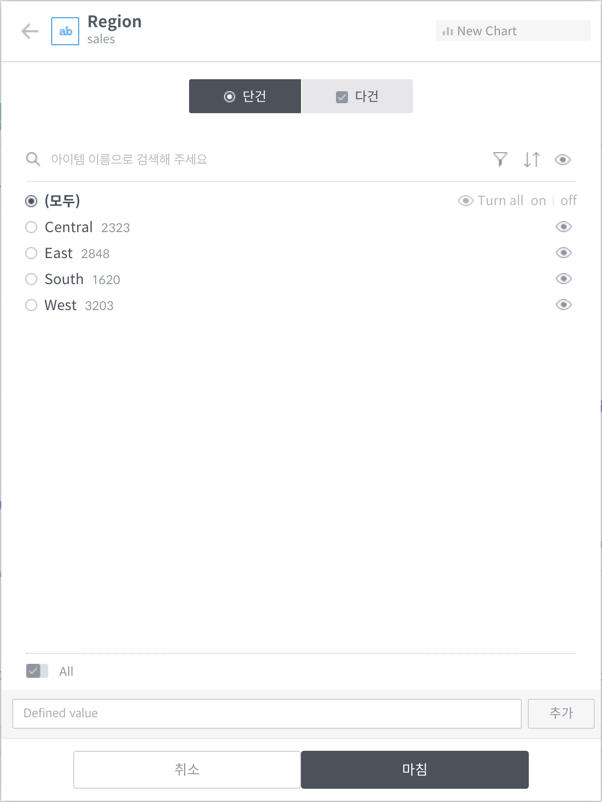 ab
Region
sales
New Chart
단건
다건
아이템 이름으로 검색해 주세요
(모두)
Turn all on | off
Central 2323
East 2848
South 1620
West 3203
All
Defined value
추가
취소
마침